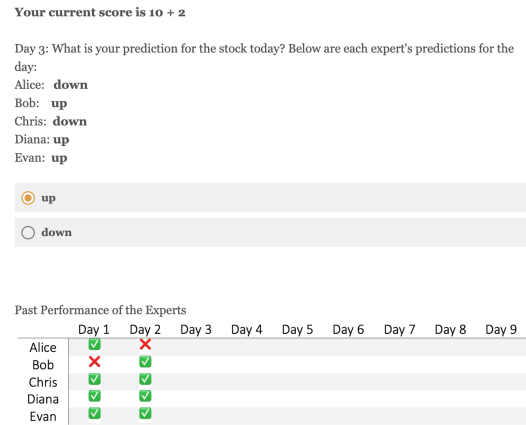 Your current score is 10 + 2
Day 3: What is your prediction for the stock today? Below are each expert's predictions for the
day:
Alice: down
Bob: up
Chris: down
Diana: up
Evan: up
up
down
Past Performance of the Experts
Day 1 Day 2 Day 3 Day 4 Day 5 Day 6 Day 7 Day 8 Day 9
Alice ✅ ❌
Bob ❌ ✅
Chris ✅ ✅
Diana ✅ ✅
Evan ✅ ✅